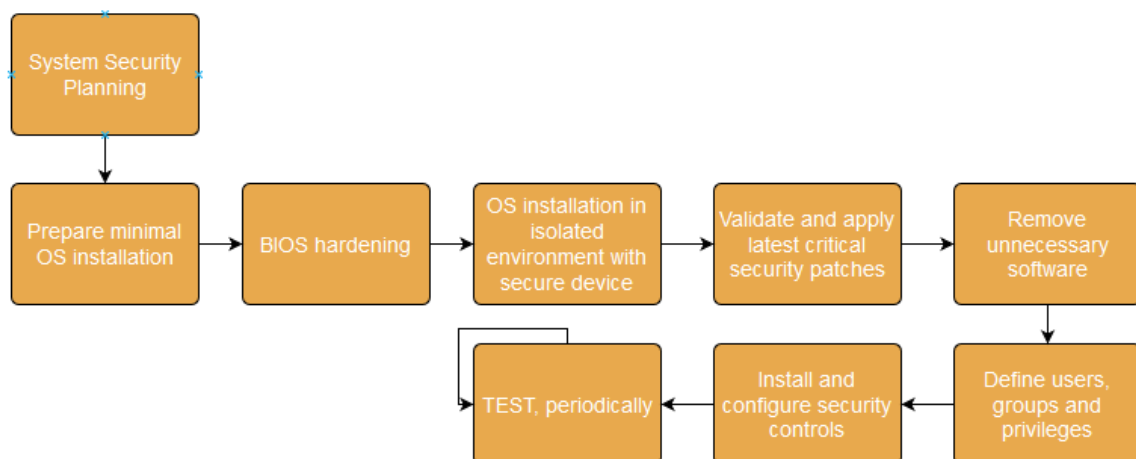 System Security
Planning
Prepare minimal
OS installation
BIOS hardening
OS installation in
isolated
environment with
secure device
Validate and apply
latest critical
security patches
Remove
unnecessary
software
Define users,
groups and
privileges
Install and
configure security
controls
TEST, periodically